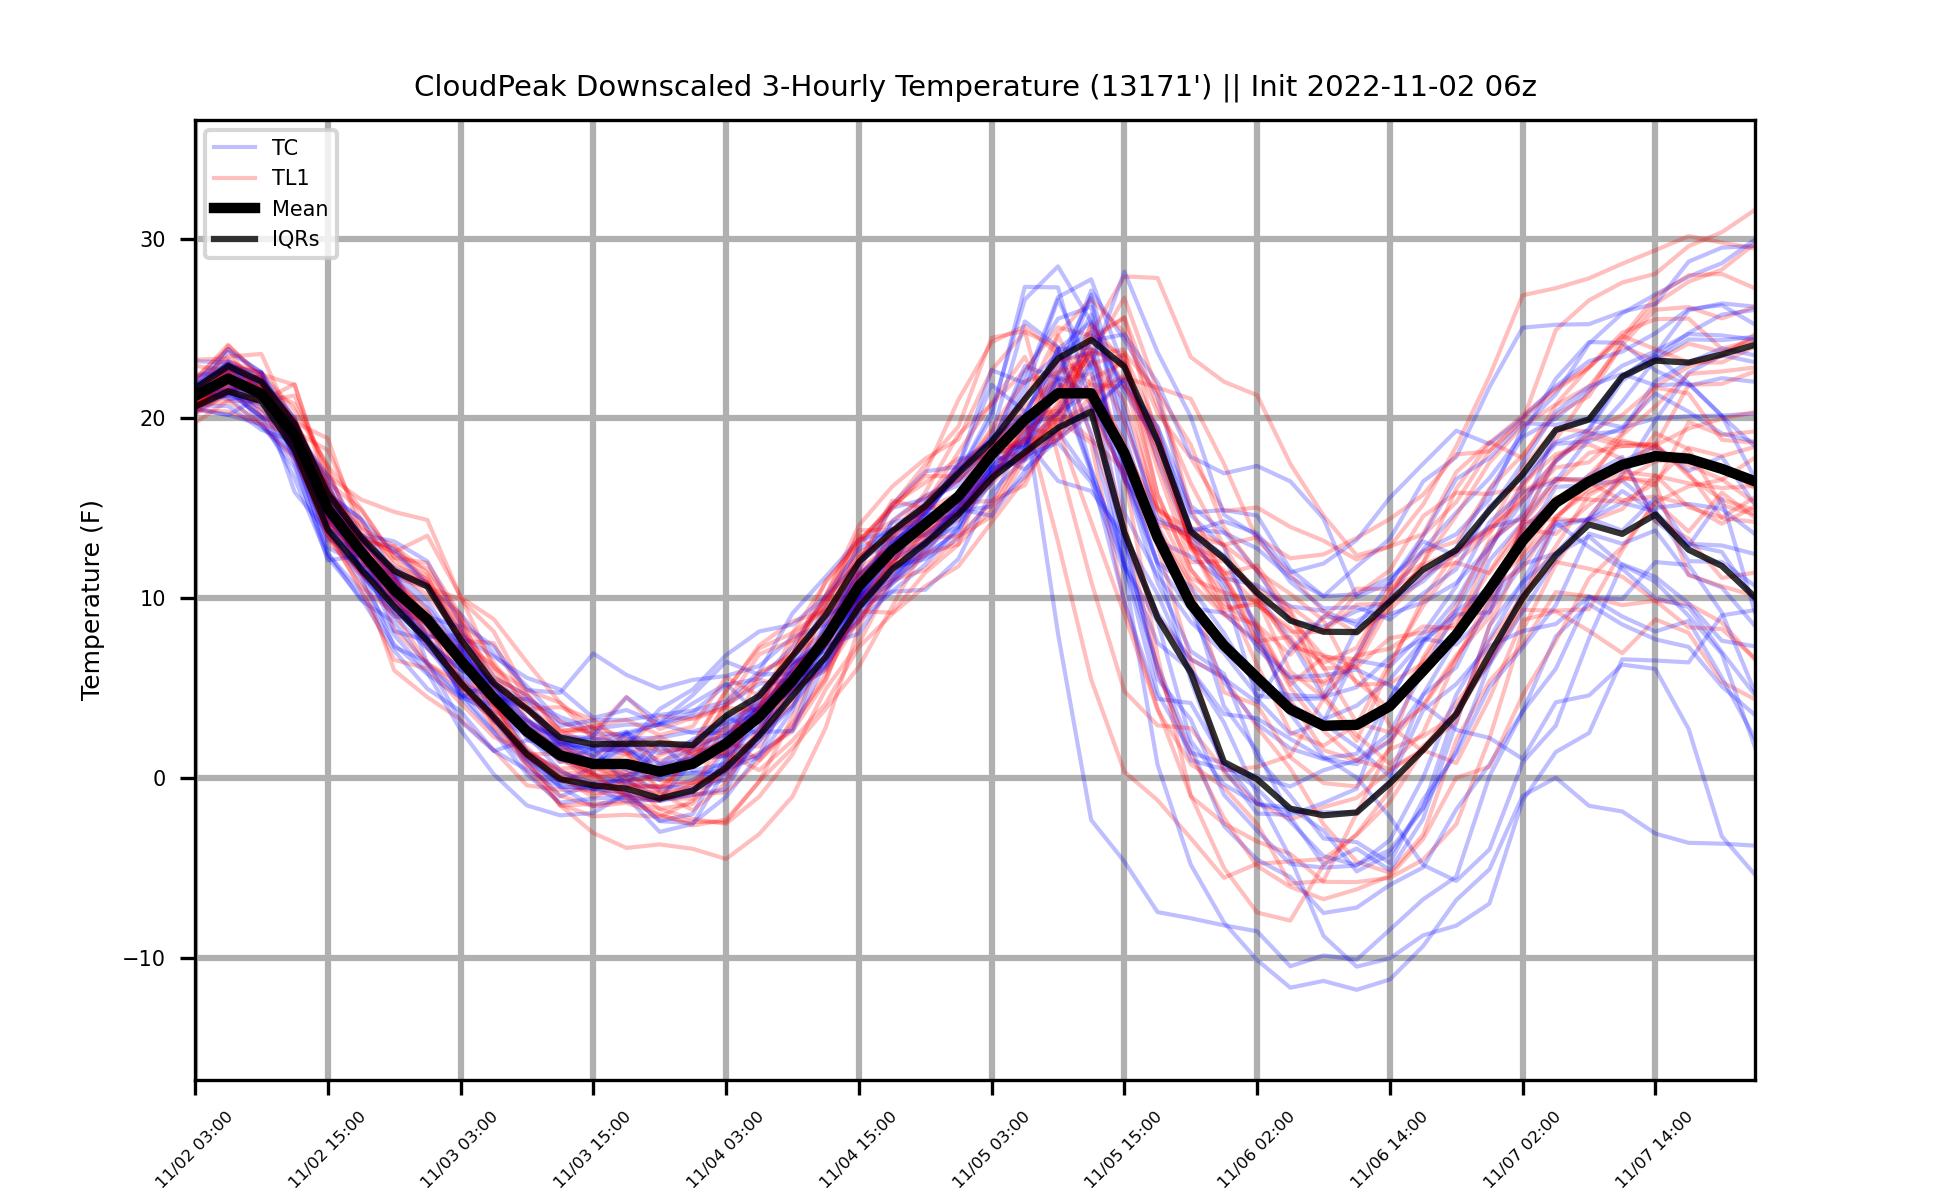 CloudPeak Downscaled 3-Hourly Temperature (13171') || Init 2022-11-02 06z
TC
TL1
Mean
IQRs
Temperature (F)
30
20
10
0
−10
11/02 03:00
11/02 15:00
11/03 03:00
11/03 15:00
11/04 03:00
11/04 15:00
11/05 03:00
11/05 15:00
11/06 02:00
11/06 14:00
11/07 02:00
11/07 14:00